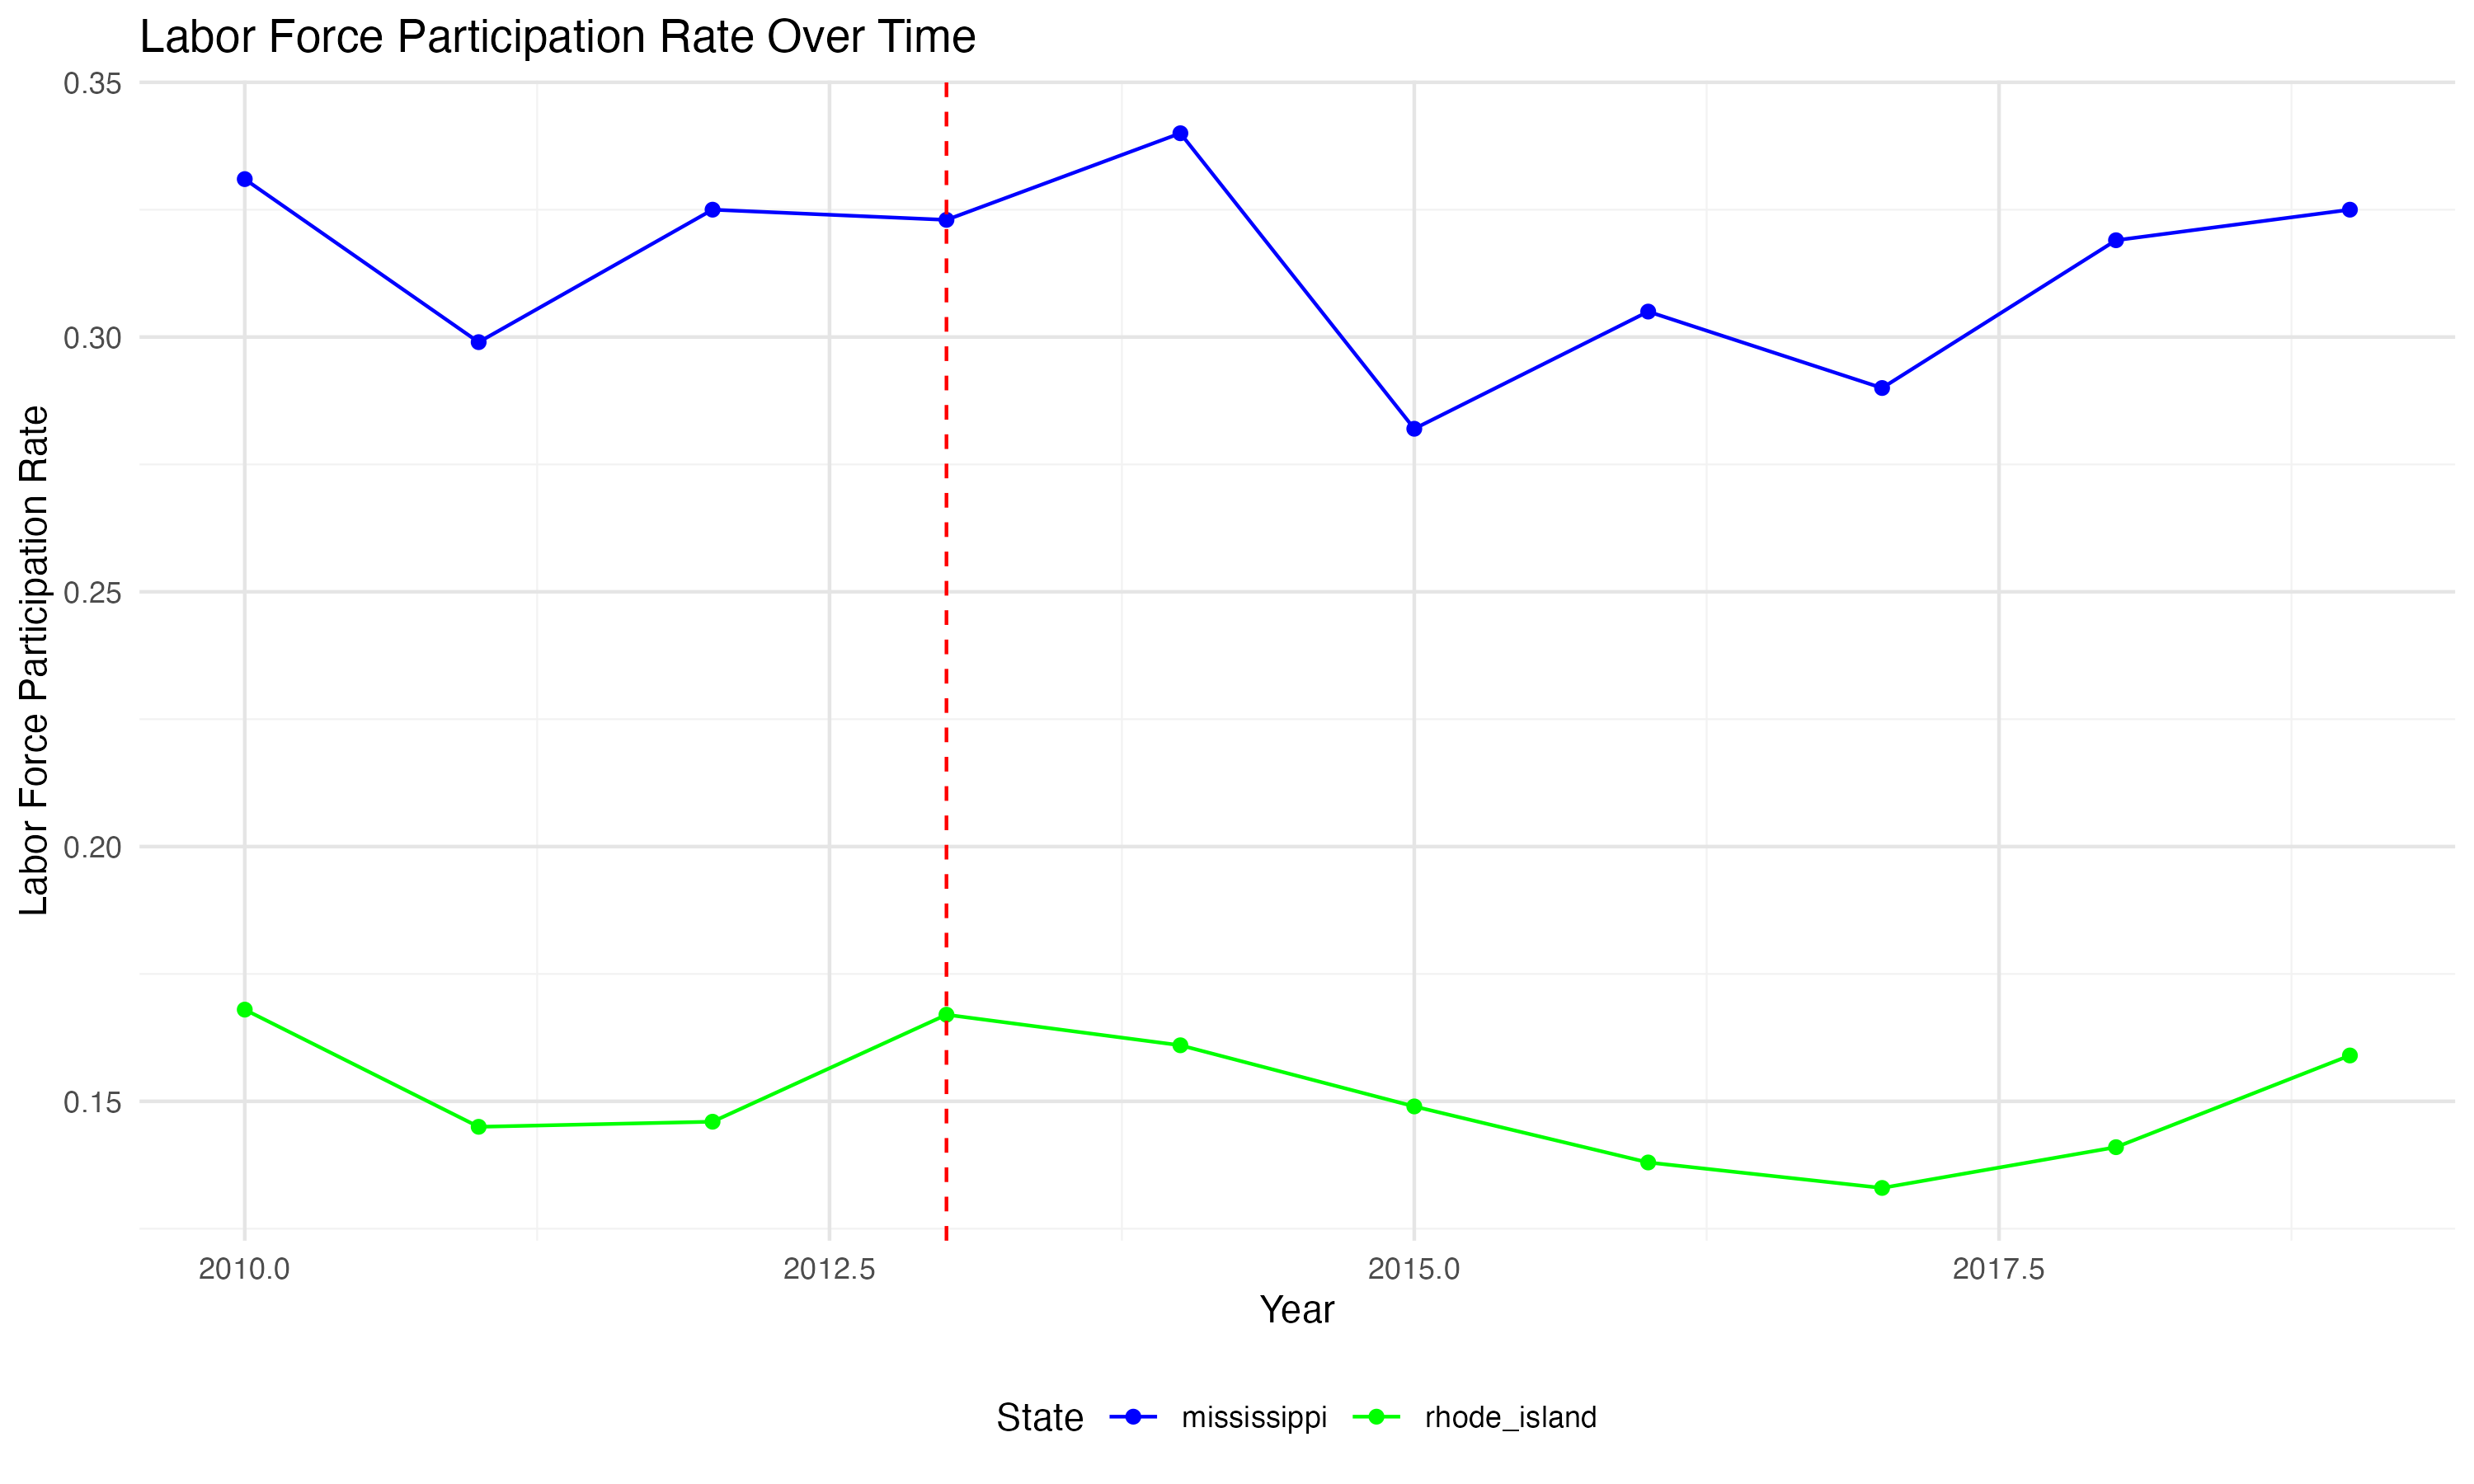 Labor Force Participation Rate Over Time
Labor Force Participation Rate
0.35
0.30
0.25
0.20
0.15
2010.0 2012.5 2015.0 2017.5
Year
State mississippi rhode_island